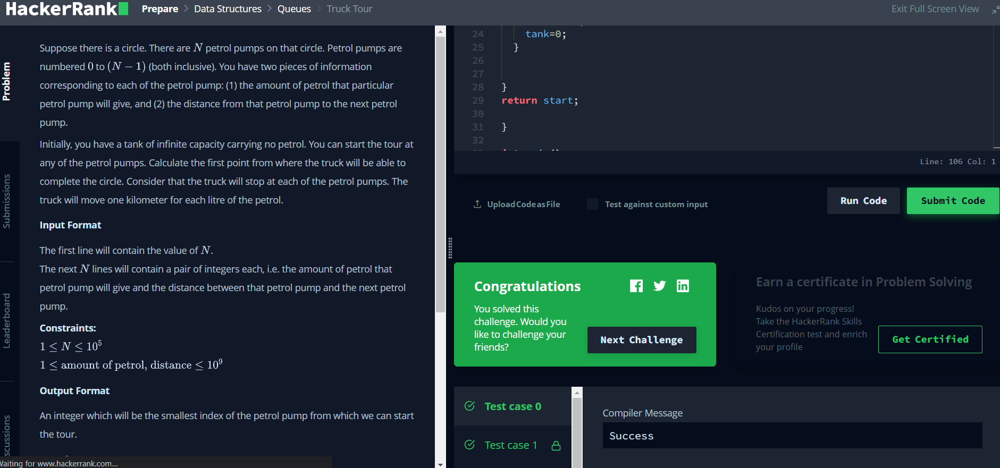 HackerRank Prepare > Data Structures > Queues > Truck Tour
Exit Full Screen View
Problem
Submissions
Leaderboard
Suppose there is a circle. There are N petrol pumps on that circle. Petrol pumps are
numbered 0 to (N − 1) (both inclusive). You have two pieces of information
corresponding to each of the petrol pump: (1) the amount of petrol that particular
petrol pump will give, and (2) the distance from that petrol pump to the next petrol
pump.
Initially, you have a tank of infinite capacity carrying no petrol. You can start the tour at
any of the petrol pumps. Calculate the first point from where the truck will be able to
complete the circle. Consider that the truck will stop at each of the petrol pumps. The
truck will move one kilometer for each litre of the petrol.
Input Format
The first line will contain the value of N.
The next N lines will contain a pair of integers each, i.e. the amount of petrol that
petrol pump will give and the distance between that petrol pump and the next petrol
pump.
Constraints:
1 ≤ N ≤ 10⁵
1 ≤ amount of petrol, distance ≤ 10⁹
Output Format
An integer which will be the smallest index of the petrol pump from which we can start
the tour.
Waiting for www.hackerrank.com...
24 tank=0;
25 }
26
27
28 }
29 return start;
30
31 }
32
Line: 106 Col: 1
Upload Code as File
Test against custom input
Run Code
Submit Code
Congratulations
You solved this
challenge. Would you
like to challenge your
friends?
Next Challenge
Earn a certificate in Problem Solving
Kudos on your progress!
Take the HackerRank Skills
Certification test and enrich
your profile
Get Certified
Test case 0
Test case 1
Compiler Message
Success